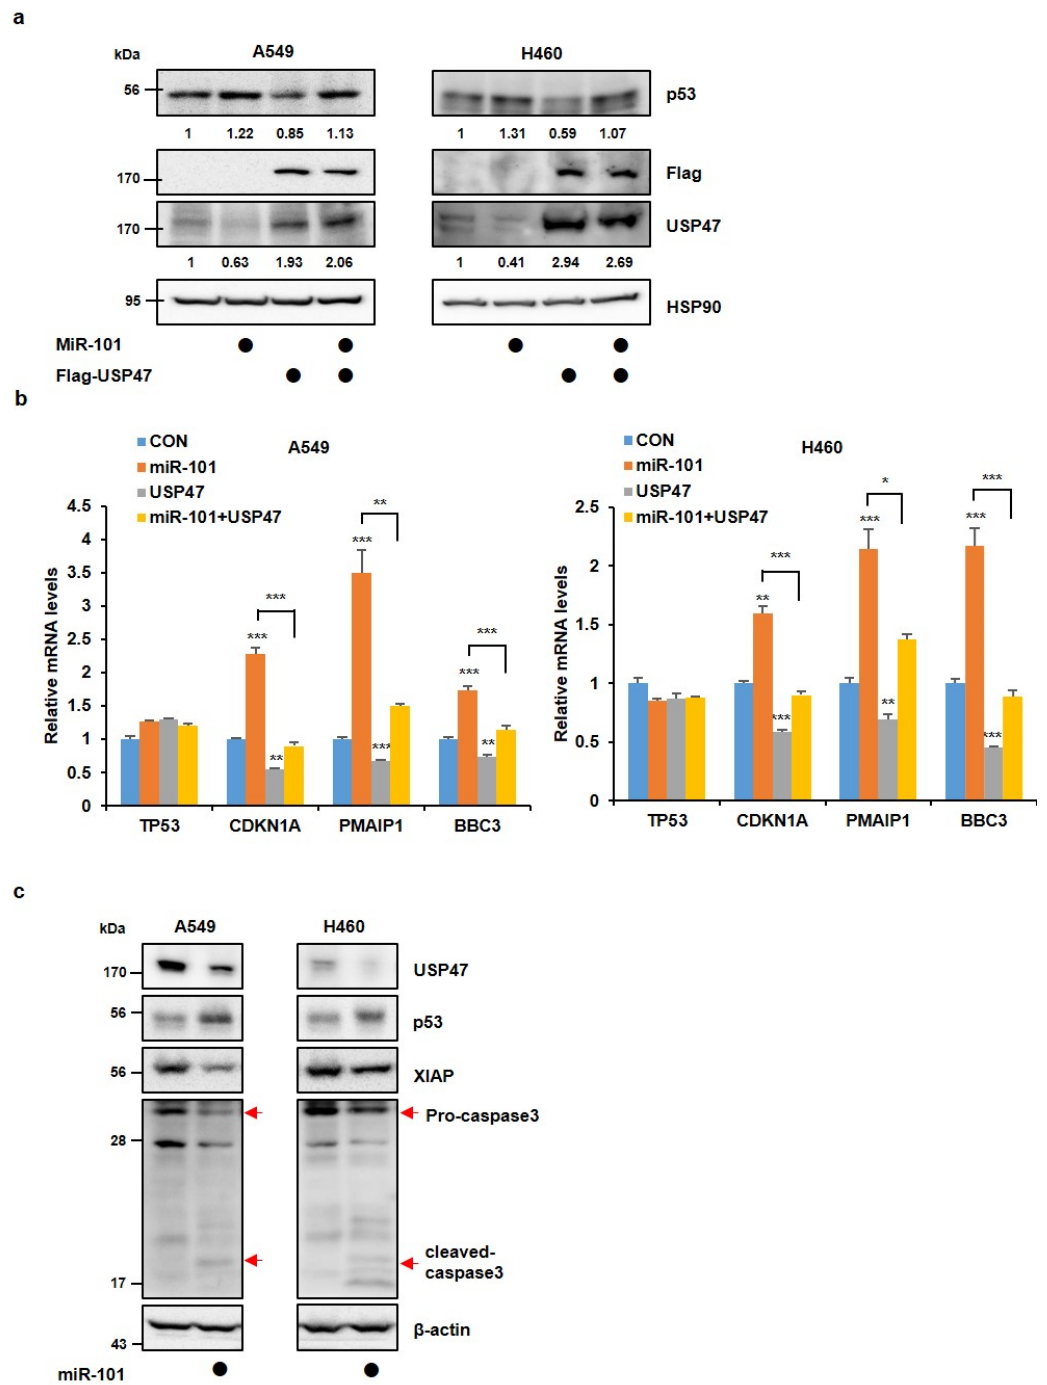 a
A549 H460
kDa
56 p53
1 1.22 0.85 1.13 1 1.31 0.59 1.07
170 Flag
170 USP47
1 0.63 1.93 2.06 1 0.41 2.94 2.69
95 HSP90
MiR-101
Flag-USP47
b
CON
miR-101
USP47
miR-101+USP47
A549
Relative mRNA levels
4.5
4
3.5
3
2.5
2
1.5
1
0.5
0
*** *** ** *** ** *** *** *** ** ***
TP53 CDKN1A PMAIP1 BBC3
CON
miR-101
USP47
miR-101+USP47
H460
Relative mRNA levels
2.5
2
1.5
1
0.5
0
** *** *** *** * ** *** *** ***
TP53 CDKN1A PMAIP1 BBC3
c
A549 H460
kDa
170 USP47
56 p53
56 XIAP
Pro-caspase3
28
cleaved-
caspase3
17
β-actin
43
miR-101